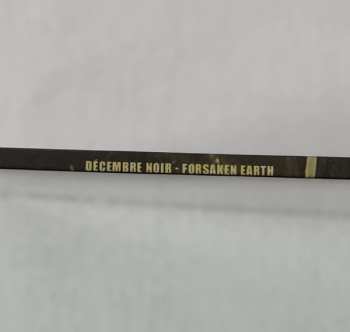 DÉCEMBRE NOIR - FORSAKEN EARTH